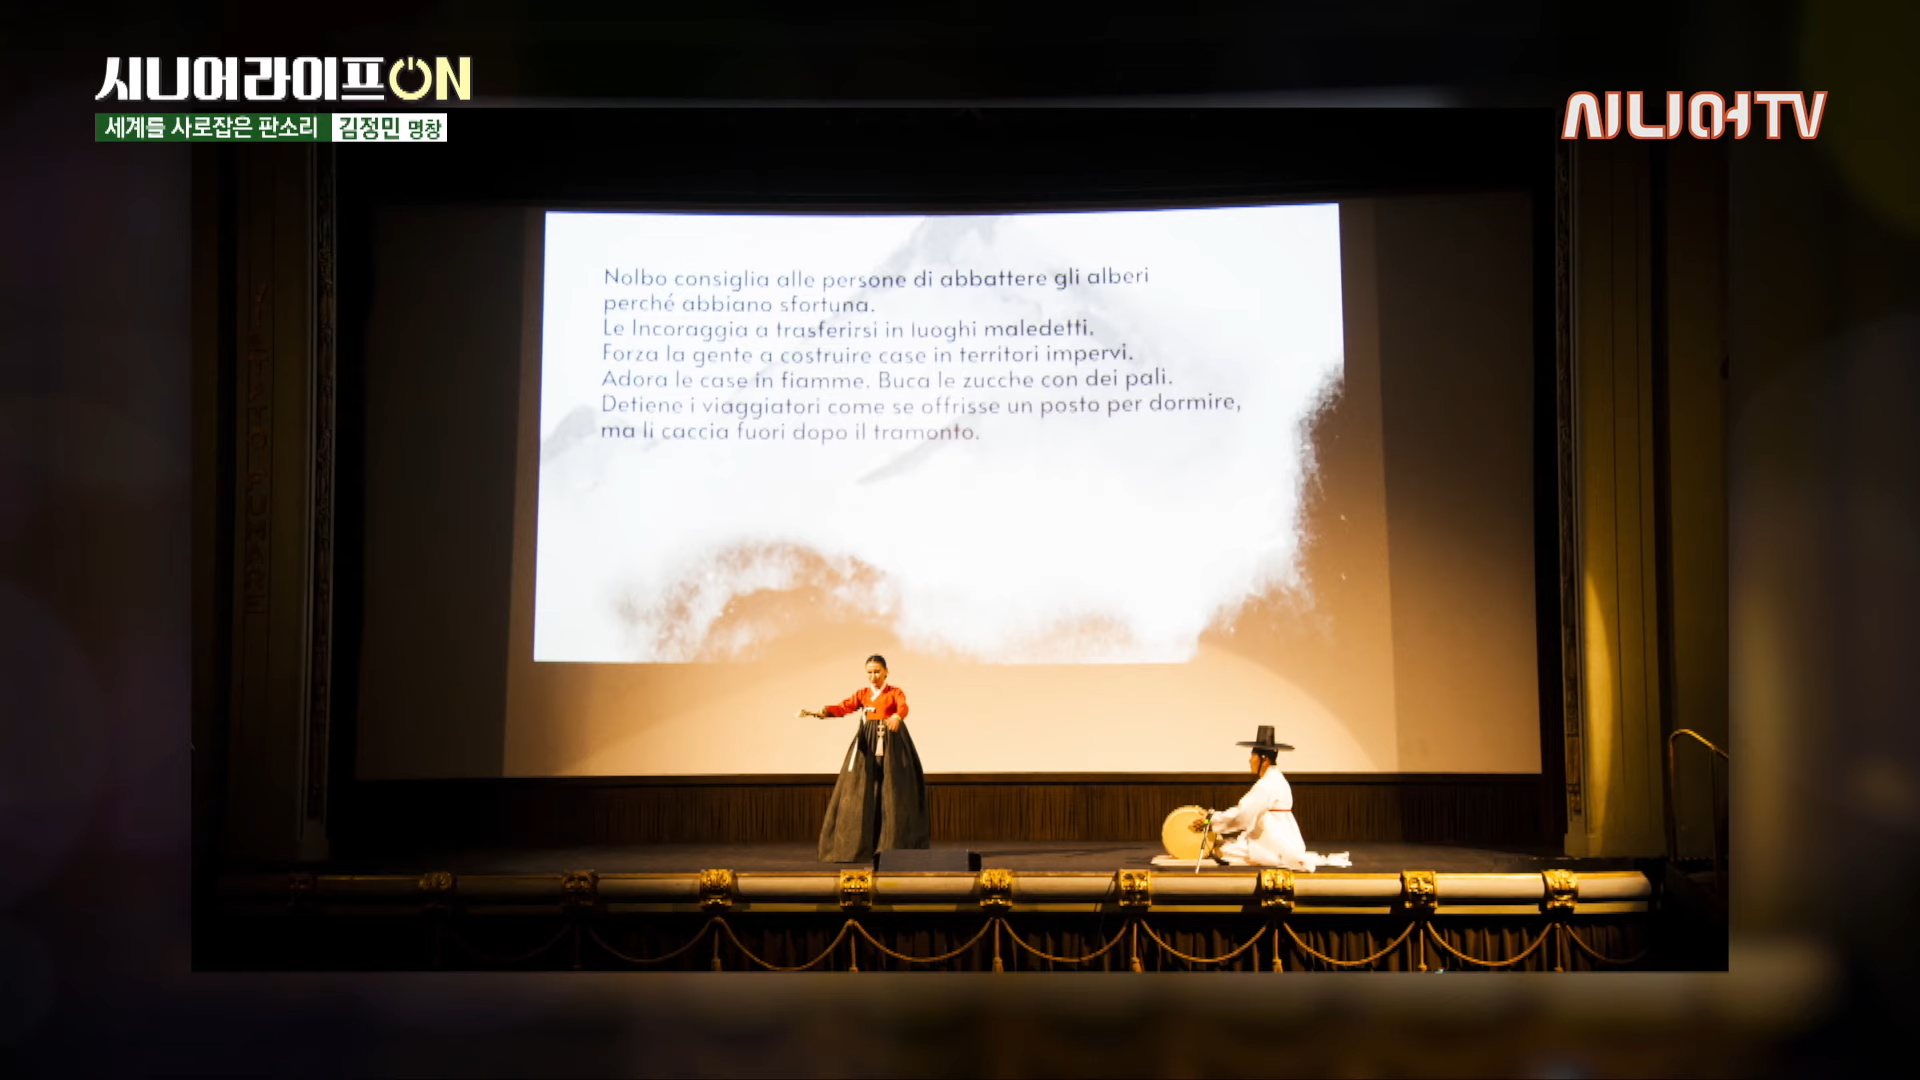 시니어라이프ON
세계를 사로잡은 판소리 김정민 명창
시니어TV
Nolbo consiglia alle persone di abbattere gli alberi
perché abbiano sfortuna.
Le Incoraggia a trasferirsi in luoghi maledetti.
Forza la gente a costruire case in territori impervi.
Adora le case in fiamme. Buca le zucche con dei pali.
Detiene i viaggiatori come se offrisse un posto per dormire,
ma li caccia fuori dopo il tramonto.